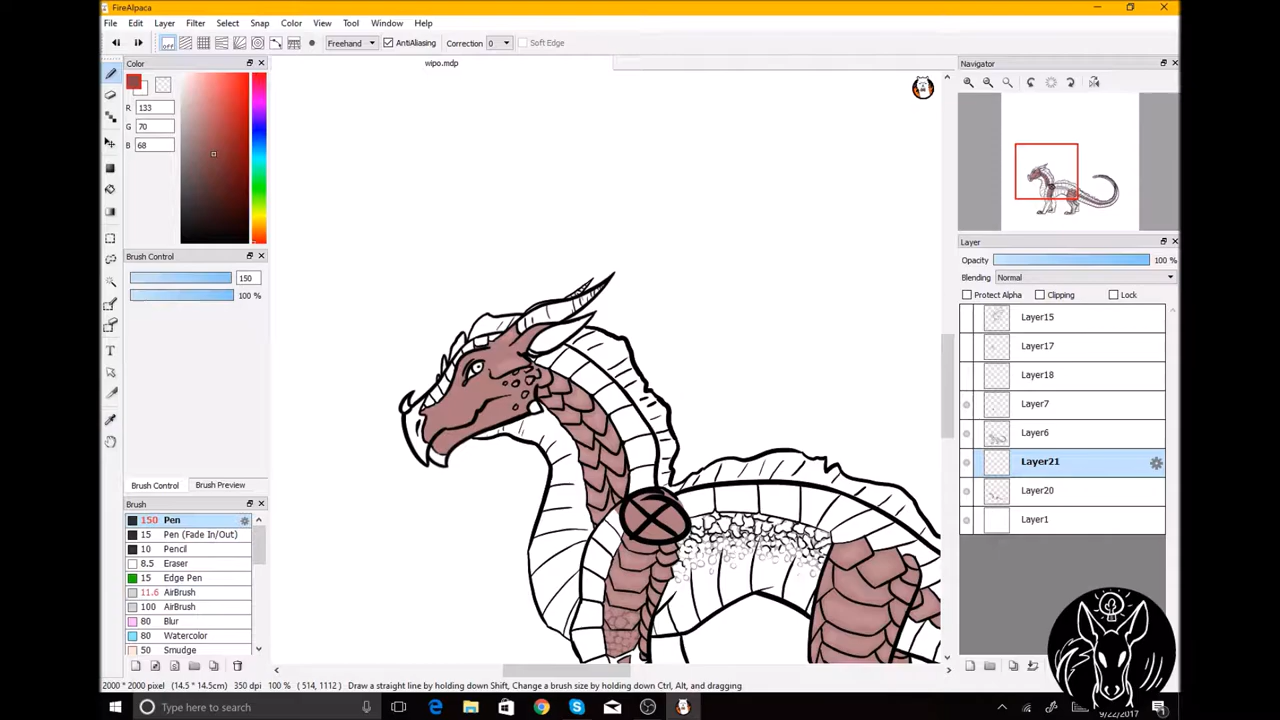 FireAlpaca
File Edit Layer Filter Select Snap Color View Tool Window Help
OFF Freehand AntiAliasing Correction 0 Soft Edge
Color wipo.mdp Navigator
R 133
G 70
B 68
Brush Control
150
100 %
Brush Control Brush Preview
Brush
150 Pen
15 Pen (Fade In/Out)
10 Pencil
8.5 Eraser
15 Edge Pen
11.6 AirBrush
100 AirBrush
80 Blur
80 Watercolor
50 Smudge
Layer
Opacity 100 %
Blending Normal
Protect Alpha Clipping Lock
Layer15
Layer17
Layer18
Layer7
Layer6
Layer21
Layer20
Layer1
2000 * 2000 pixel (14.5 * 14.5cm) 350 dpi 100 % ( 514, 1112 ) Draw a straight line by holding down Shift, Change a brush size by holding down Ctrl, Alt, and dragging
Type here to search
9/22/2017